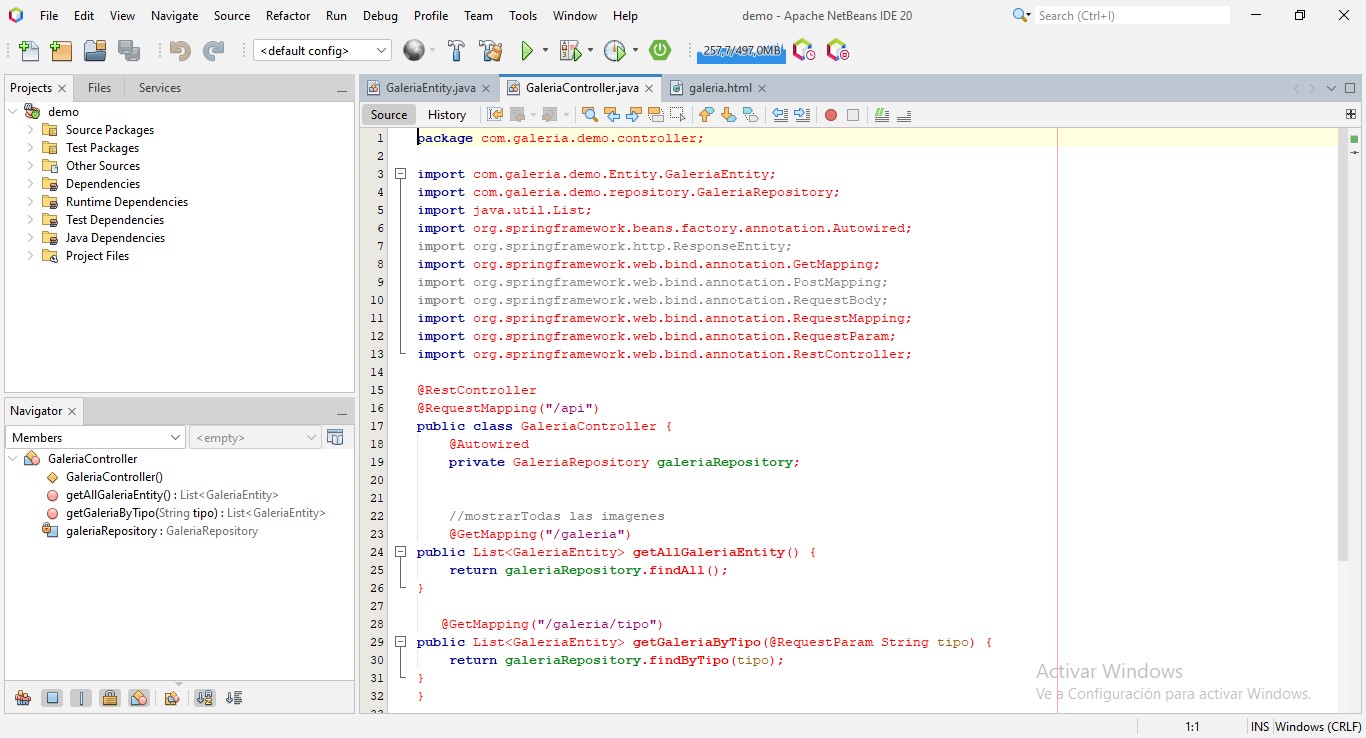 File Edit View Navigate Source Refactor Run Debug Profile Team Tools Window Help demo - Apache NetBeans IDE 20 Search (Ctrl+I)
<default config> 257,7/497,0MB
Projects Files Services
demo
Source Packages
Test Packages
Other Sources
Dependencies
Runtime Dependencies
Test Dependencies
Java Dependencies
Project Files
Navigator
Members <empty>
GaleriaController
GaleriaController()
getAllGaleriaEntity() : List<GaleriaEntity>
getGaleriaByTipo(String tipo) : List<GaleriaEntity>
galeriaRepository : GaleriaRepository
GaleriaEntity.java GaleriaController.java galeria.html
Source History
1 package com.galeria.demo.controller;
2
3 import com.galeria.demo.Entity.GaleriaEntity;
4 import com.galeria.demo.repository.GaleriaRepository;
5 import java.util.List;
6 import org.springframework.beans.factory.annotation.Autowired;
7 import org.springframework.http.ResponseEntity;
8 import org.springframework.web.bind.annotation.GetMapping;
9 import org.springframework.web.bind.annotation.PostMapping;
10 import org.springframework.web.bind.annotation.RequestBody;
11 import org.springframework.web.bind.annotation.RequestMapping;
12 import org.springframework.web.bind.annotation.RequestParam;
13 import org.springframework.web.bind.annotation.RestController;
14
15 @RestController
16 @RequestMapping("/api")
17 public class GaleriaController {
18 @Autowired
19 private GaleriaRepository galeriaRepository;
20
21
22 //mostrarTodas las imagenes
23 @GetMapping("/galeria")
24 public List<GaleriaEntity> getAllGaleriaEntity() {
25 return galeriaRepository.findAll();
26 }
27
28 @GetMapping("/galeria/tipo")
29 public List<GaleriaEntity> getGaleriaByTipo(@RequestParam String tipo) {
30 return galeriaRepository.findByTipo(tipo);
31 }
32 }
Activar Windows
Ve a Configuración para activar Windows.
1:1 INS Windows (CRLF)